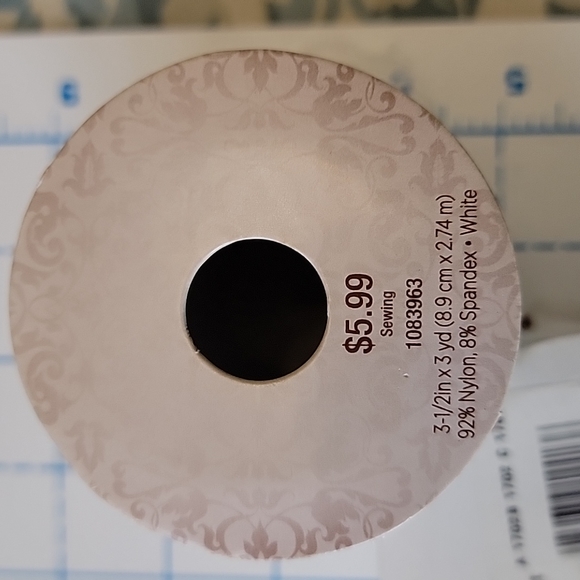 $5.99
Sewing
1083963
3-1/2in x 3 yd (8.9 cm x 2.74 m)
92% Nylon, 8% Spandex • White